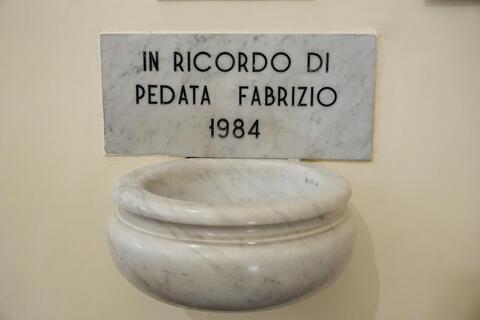 IN RICORDO DI
PEDATA FABRIZIO
1984